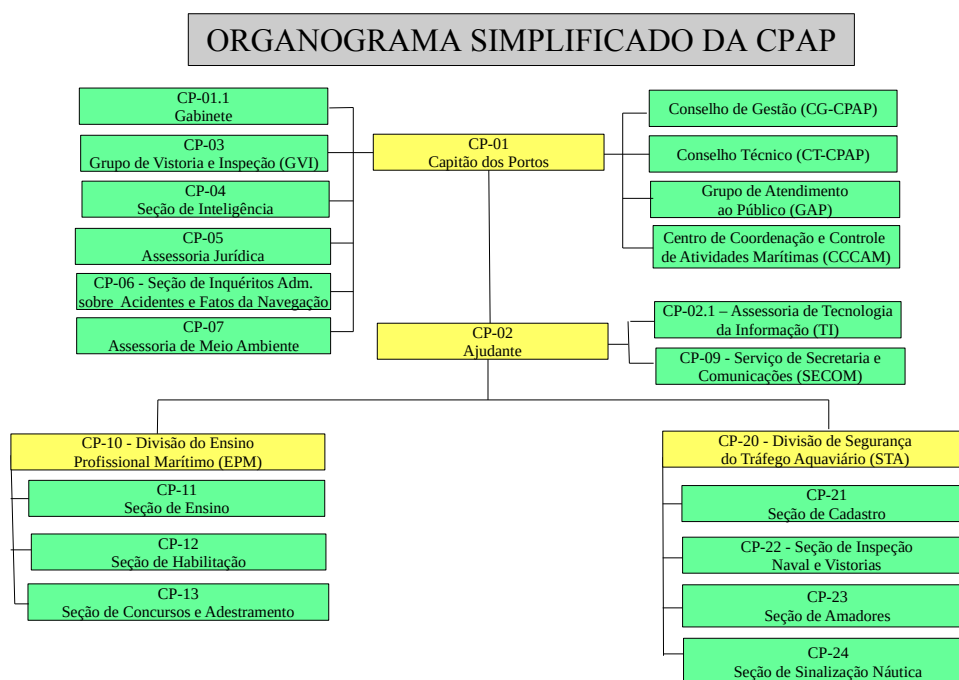 ORGANOGRAMA SIMPLIFICADO DA CPAP
CP-01.1
Gabinete
CP-03
Grupo de Vistoria e Inspeção (GVI)
CP-04
Seção de Inteligência
CP-05
Assessoria Jurídica
CP-06 - Seção de Inquéritos Adm.
sobre Acidentes e Fatos da Navegação
CP-07
Assessoria de Meio Ambiente
CP-01
Capitão dos Portos
Conselho de Gestão (CG-CPAP)
Conselho Técnico (CT-CPAP)
Grupo de Atendimento
ao Público (GAP)
Centro de Coordenação e Controle
de Atividades Marítimas (CCCAM)
CP-02
Ajudante
CP-02.1 – Assessoria de Tecnologia
da Informação (TI)
CP-09 - Serviço de Secretaria e
Comunicações (SECOM)
CP-10 - Divisão do Ensino
Profissional Marítimo (EPM)
CP-11
Seção de Ensino
CP-12
Seção de Habilitação
CP-13
Seção de Concursos e Adestramento
CP-20 - Divisão de Segurança
do Tráfego Aquaviário (STA)
CP-21
Seção de Cadastro
CP-22 - Seção de Inspeção
Naval e Vistorias
CP-23
Seção de Amadores
CP-24
Seção de Sinalização Náutica